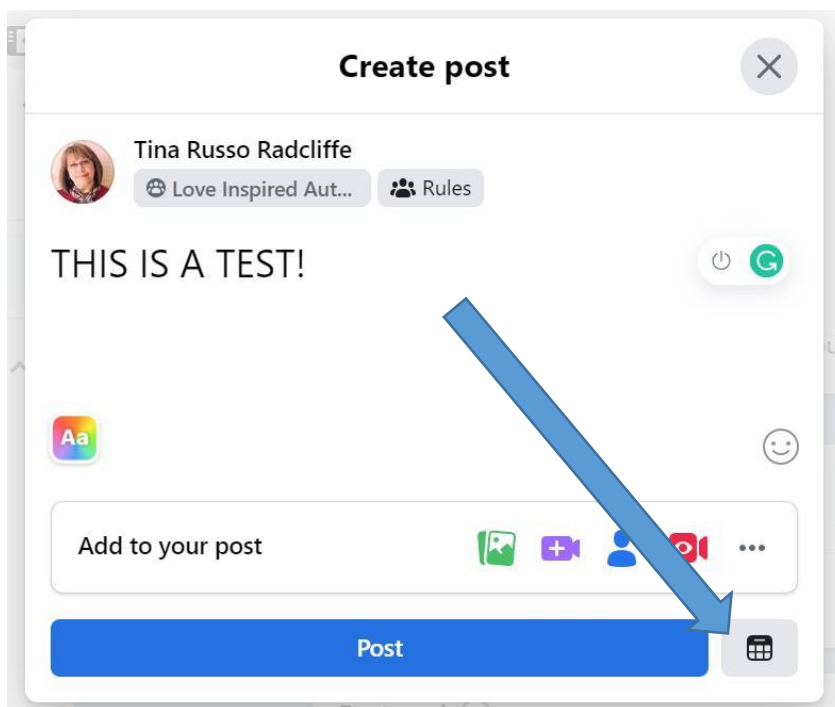 Create post
Tina Russo Radcliffe
Love Inspired Aut... Rules
THIS IS A TEST!
Aa
Add to your post
Post